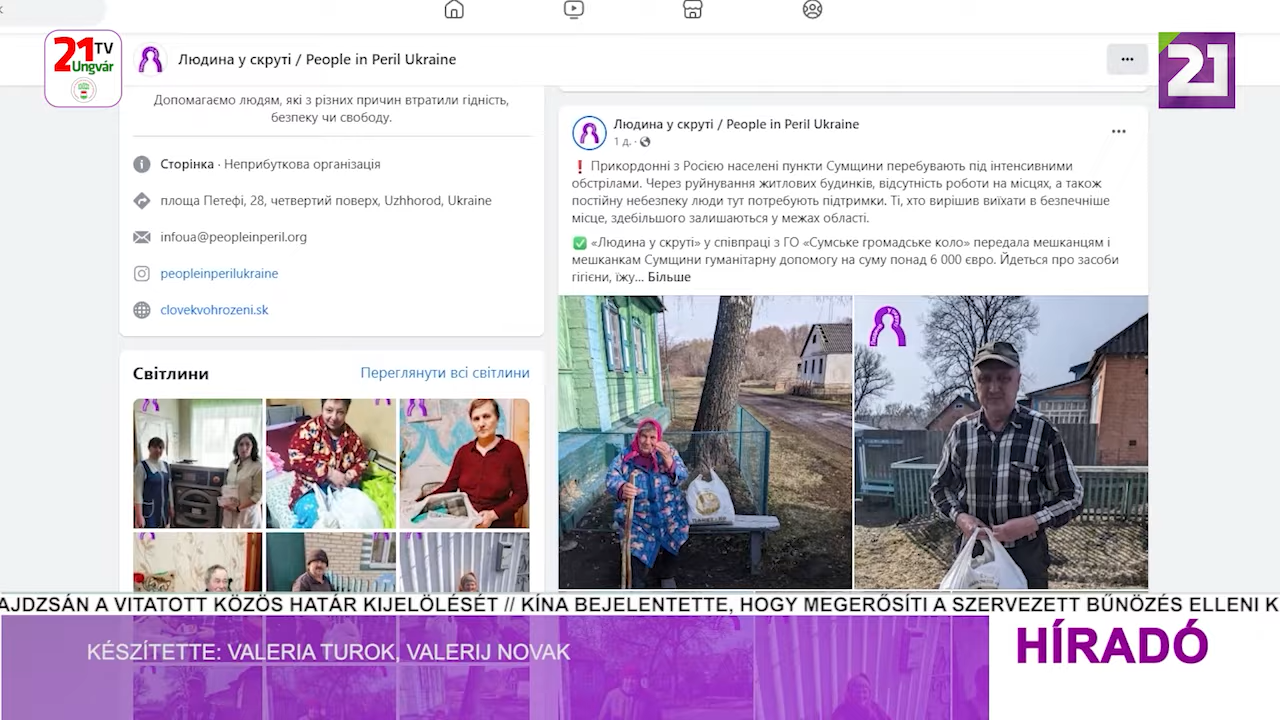 21 TV
Ungvár
21
Людина у скруті / People in Peril Ukraine
Допомагаємо людям, які з різних причин втратили гідність,
безпеку чи свободу.
Сторінка · Неприбуткова організація
площа Петефі, 28, четвертий поверх, Uzhhorod, Ukraine
infoua@peopleinperil.org
peopleinperilukraine
clovekvohrozeni.sk
Світлини
Переглянути всі світлини
Людина у скруті / People in Peril Ukraine
1 д. ·
❗ Прикордонні з Росією населені пункти Сумщини перебувають під інтенсивними
обстрілами. Через руйнування житлових будинків, відсутність роботи на місцях, а також
постійну небезпеку люди тут потребують підтримки. Ті, хто вирішив виїхати в безпечніше
місце, здебільшого залишаються у межах області.
✅ «Людина у скруті» у співпраці з ГО «Сумське громадське коло» передала мешканцям і
мешканкам Сумщини гуманітарну допомогу на суму понад 6 000 євро. Йдеться про засоби
гігієни, їжу... Більше
AJDZSÁN A VITATOTT KÖZÖS HATÁR KIJELÖLÉSÉT // KÍNA BEJELENTETTE, HOGY MEGERŐSÍTI A SZERVEZETT BŰNÖZÉS ELLENI K
KÉSZÍTETTE: VALERIA TUROK, VALERIJ NOVAK
HÍRADÓ